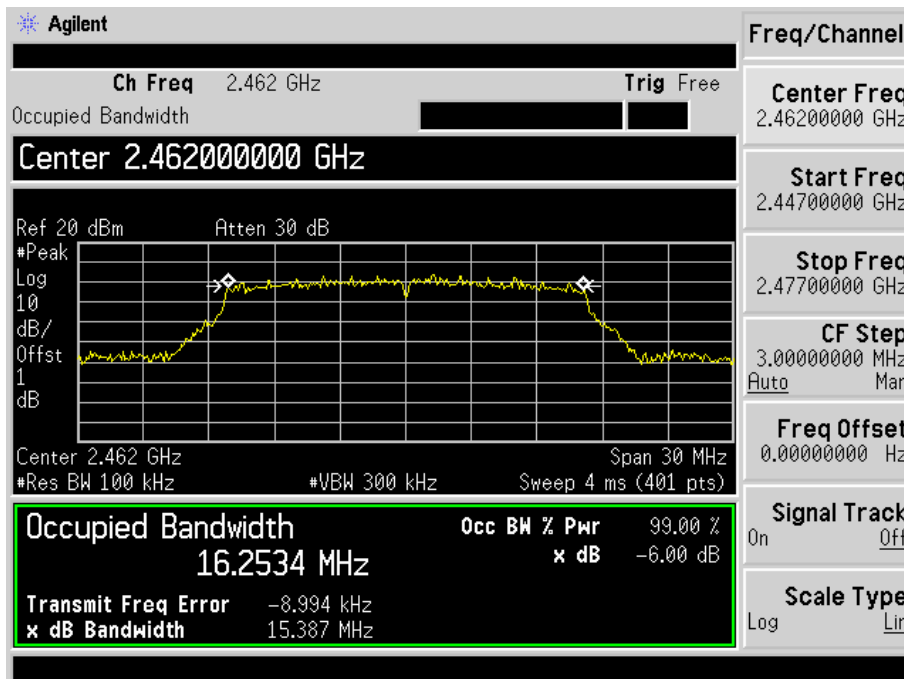 Agilent
Freq/Channel
Ch Freq 2.462 GHz Trig Free
Occupied Bandwidth
Center 2.462000000 GHz
Ref 20 dBm Atten 30 dB
#Peak
Log
10
dB/
Offst
1
dB
Center 2.462 GHz Span 30 MHz
#Res BW 100 kHz #VBW 300 kHz Sweep 4 ms (401 pts)
Occupied Bandwidth
16.2534 MHz
Occ BW % Pwr 99.00 %
x dB -6.00 dB
Transmit Freq Error -8.994 kHz
x dB Bandwidth 15.387 MHz
Center Freq
2.46200000 GHz
Start Freq
2.44700000 GHz
Stop Freq
2.47700000 GHz
CF Step
3.00000000 MHz
Auto Man
Freq Offset
0.00000000 Hz
Signal Track
On Off
Scale Type
Log Lin